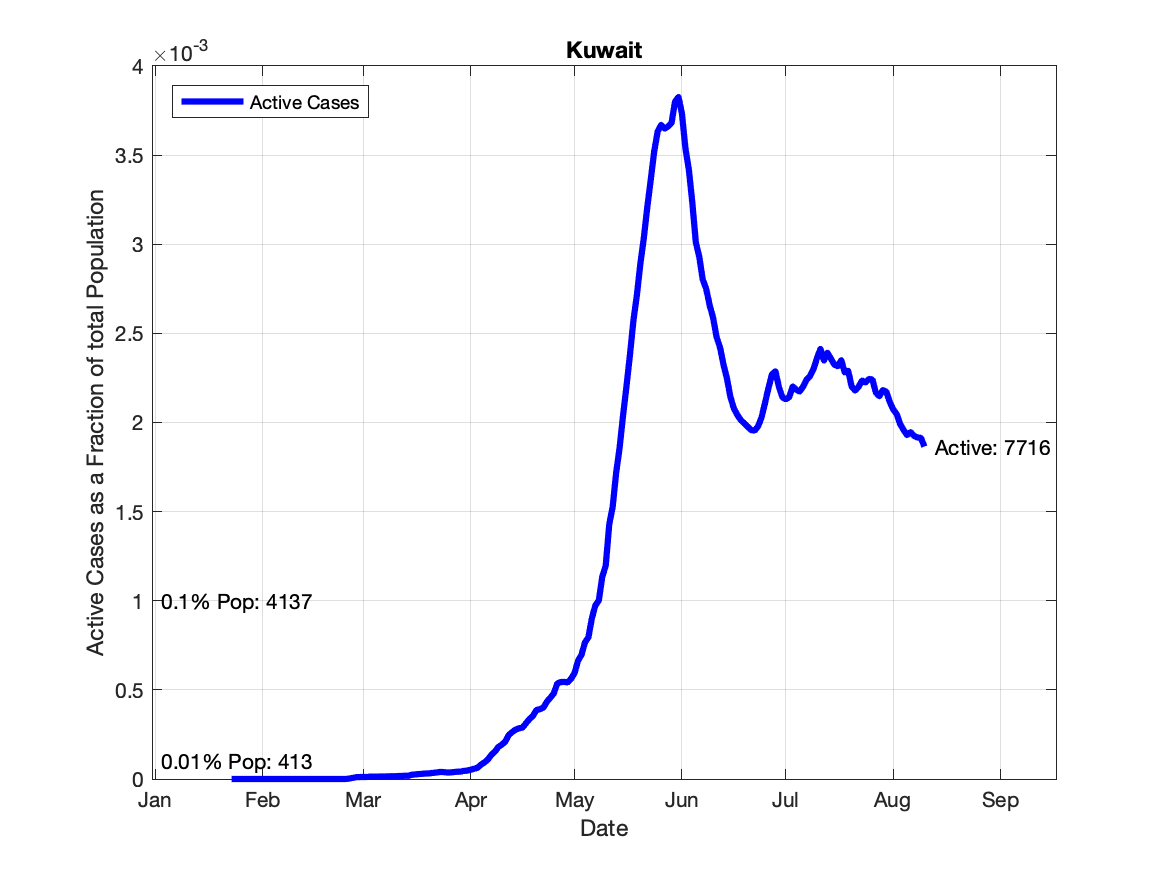 Kuwait
×10-3
Active Cases
4
3.5
3
2.5
2
1.5
1
0.5
0
Active Cases as a Fraction of total Population
Active: 7716
0.1% Pop: 4137
0.01% Pop: 413
Jan Feb Mar Apr May Jun Jul Aug Sep
Date